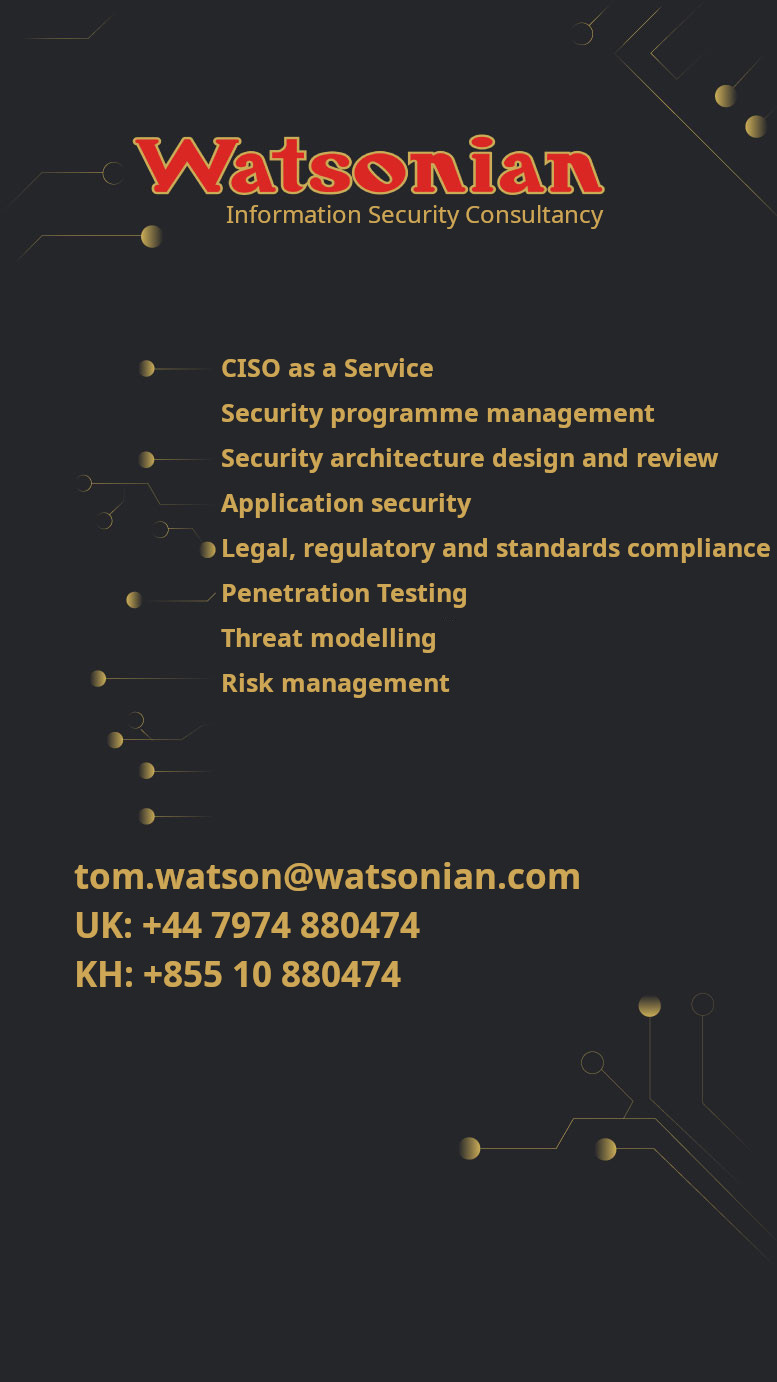 Watsonian
Information Security Consultancy
CISO as a Service
Security programme management
Security architecture design and review
Application security
Legal, regulatory and standards compliance
Penetration Testing
Threat modelling
Risk management
tom.watson@watsonian.com
UK: +44 7974 880474
KH: +855 10 880474